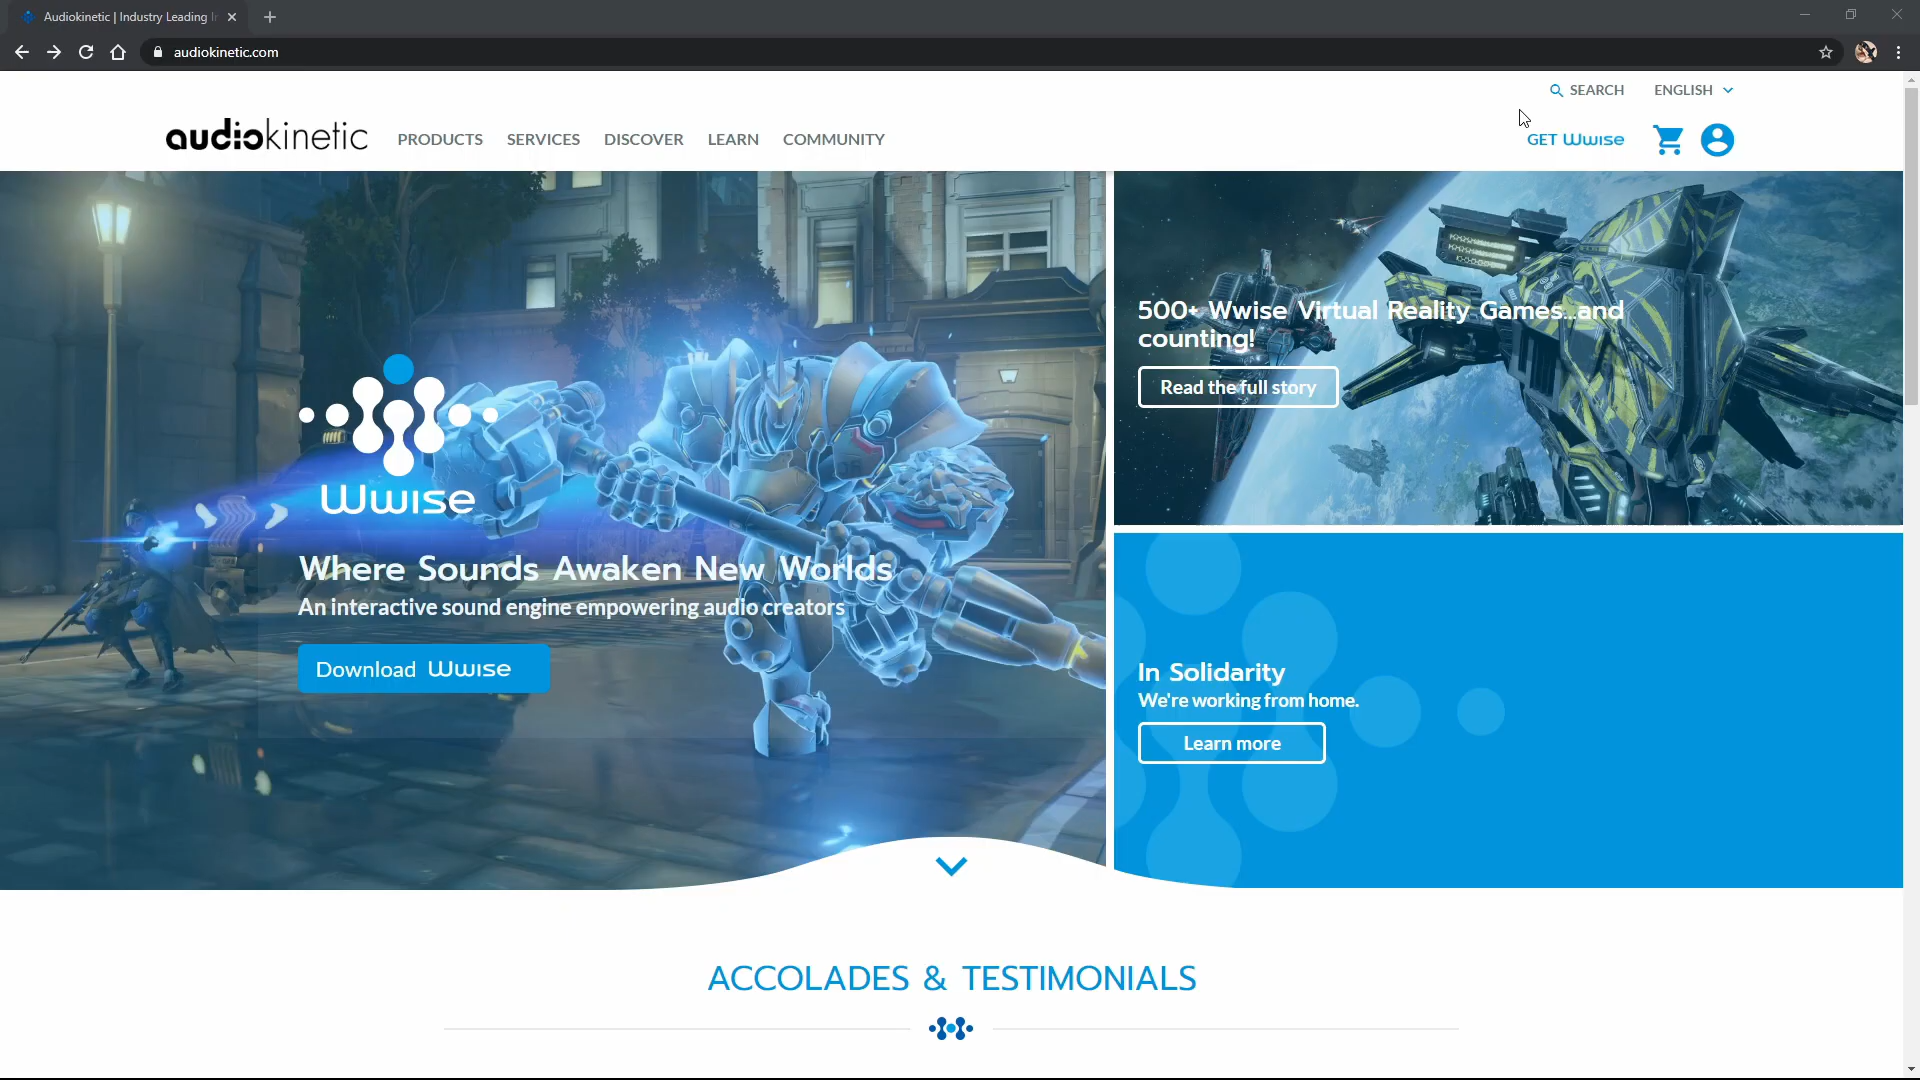 Audiokinetic | Industry Leading I
audiokinetic.com
SEARCH
ENGLISH
audiokinetic
PRODUCTS
SERVICES
DISCOVER
LEARN
COMMUNITY
GET Wwise
Wwise
Where Sounds Awaken New Worlds
An interactive sound engine empowering audio creators
Download Wwise
500+ Wwise Virtual Reality Games...and
counting!
Read the full story
In Solidarity
We're working from home.
Learn more
ACCOLADES & TESTIMONIALS